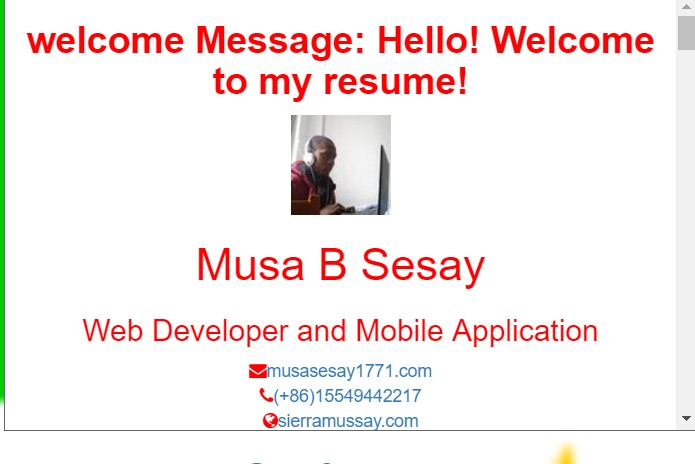 welcome Message: Hello! Welcome
to my resume!
Musa B Sesay
Web Developer and Mobile Application
musasesay1771.com
(+86)15549442217
sierramussay.com